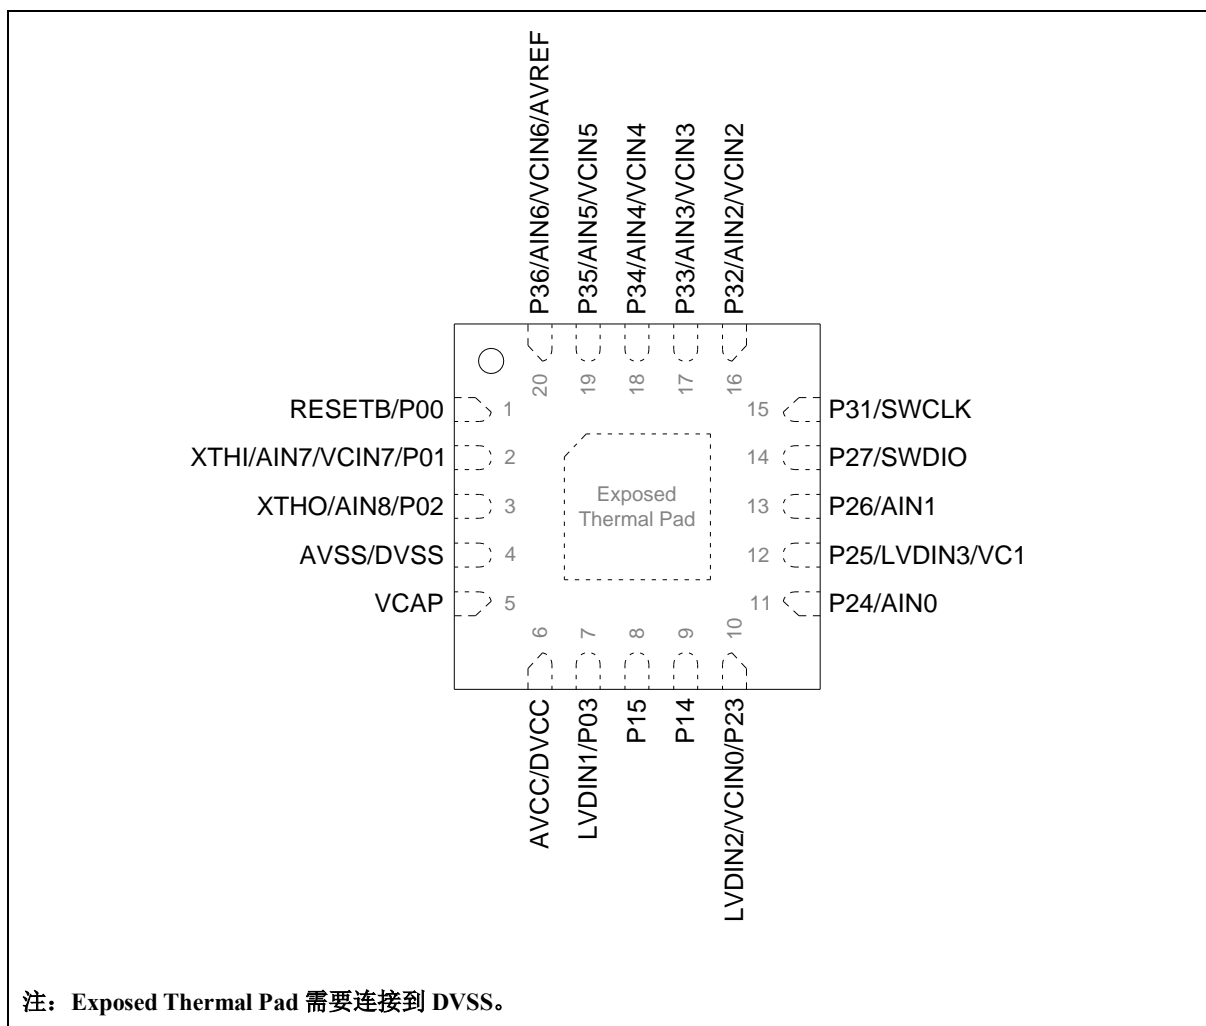 P36/AIN6/VCIN6/AVREF
P35/AIN5/VCIN5
P34/AIN4/VCIN4
P33/AIN3/VCIN3
P32/AIN2/VCIN2
20
19
18
17
16
RESETB/P00
1
15
P31/SWCLK
XTHI/AIN7/VCIN7/P01
2
14
P27/SWDIO
XTHO/AIN8/P02
3
Exposed
Thermal Pad
13
P26/AIN1
AVSS/DVSS
4
12
P25/LVDIN3/VC1
VCAP
5
11
P24/AIN0
6
7
8
9
10
AVCC/DVCC
LVDIN1/P03
P15
P14
LVDIN2/VCIN0/P23
注：Exposed Thermal Pad 需要连接到 DVSS。